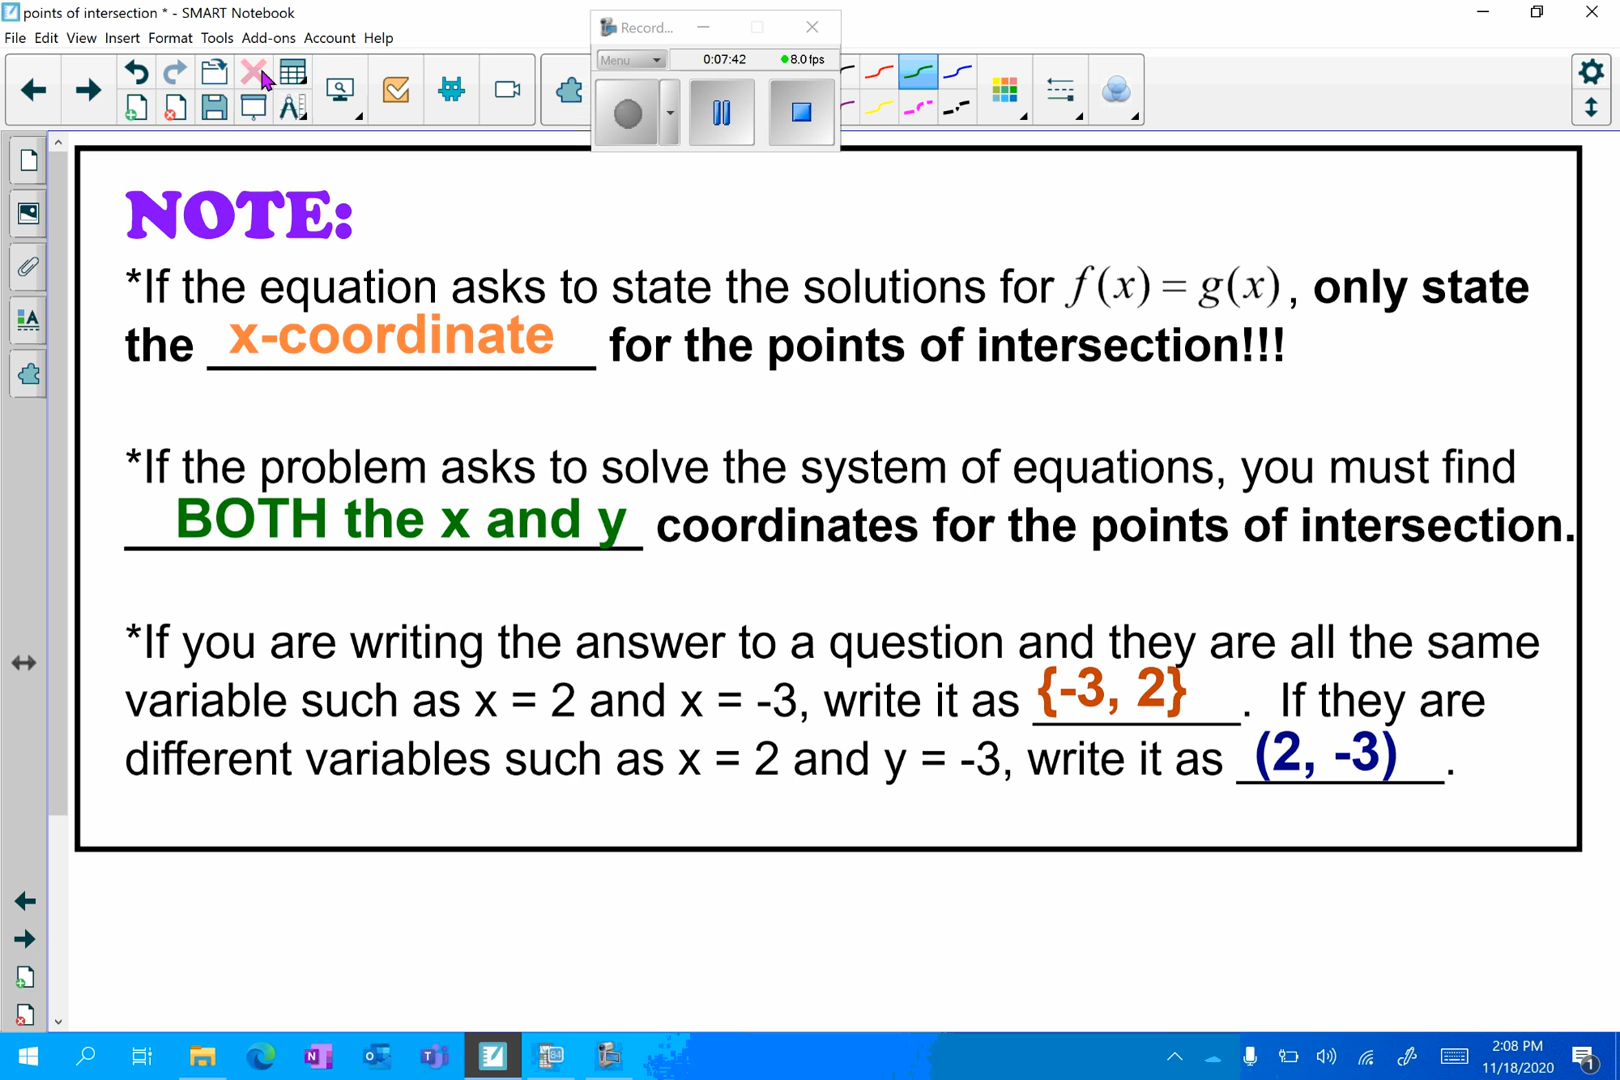 points of intersection * - SMART Notebook
File Edit View Insert Format Tools Add-ons Account Help
Record...
Menu 0:07:42 8.0 fps
NOTE:
*If the equation asks to state the solutions for f(x) = g(x), only state
the x-coordinate for the points of intersection!!!
*If the problem asks to solve the system of equations, you must find
BOTH the x and y coordinates for the points of intersection.
*If you are writing the answer to a question and they are all the same
variable such as x = 2 and x = -3, write it as {-3, 2}. If they are
different variables such as x = 2 and y = -3, write it as (2, -3).
2:08 PM
11/18/2020
1